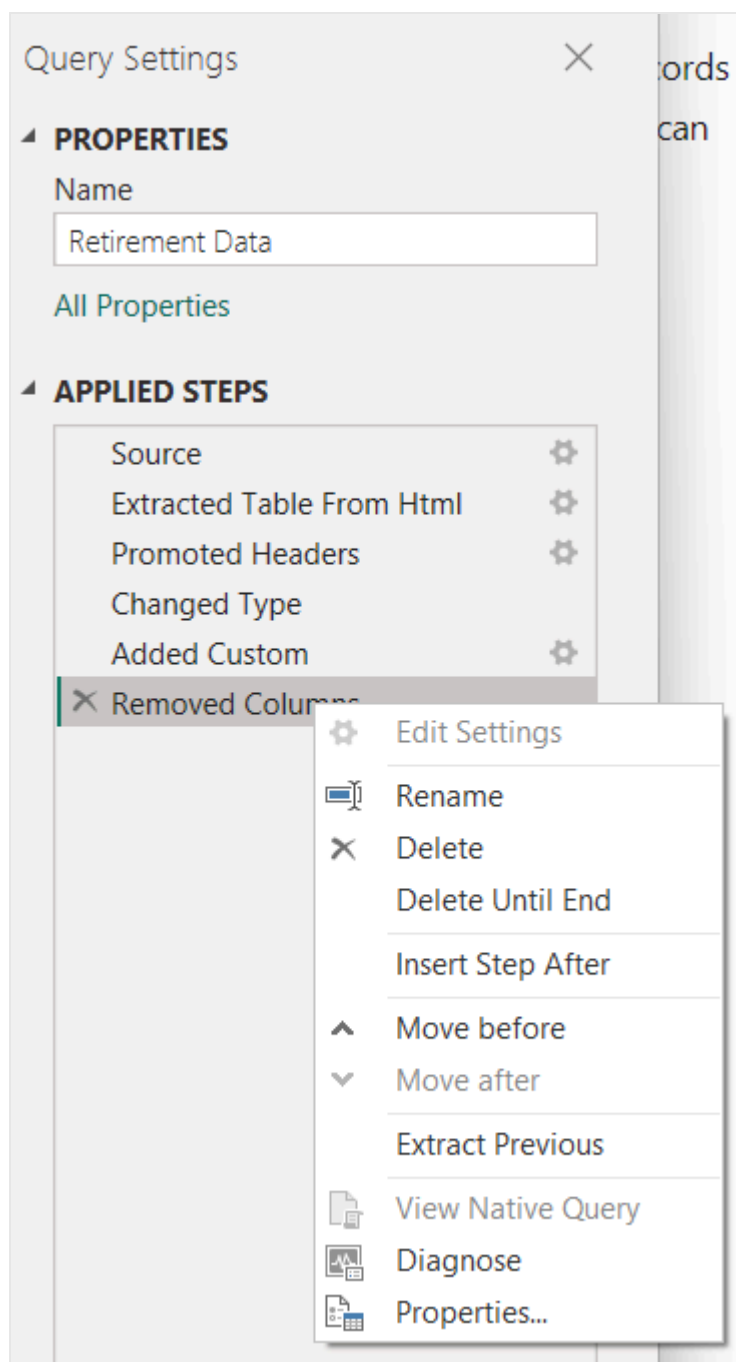 Query Settings
ords
can
PROPERTIES
Name
Retirement Data
All Properties
APPLIED STEPS
Source
Extracted Table From Html
Promoted Headers
Changed Type
Added Custom
Removed Columns
Edit Settings
Rename
Delete
Delete Until End
Insert Step After
Move before
Move after
Extract Previous
View Native Query
Diagnose
Properties...